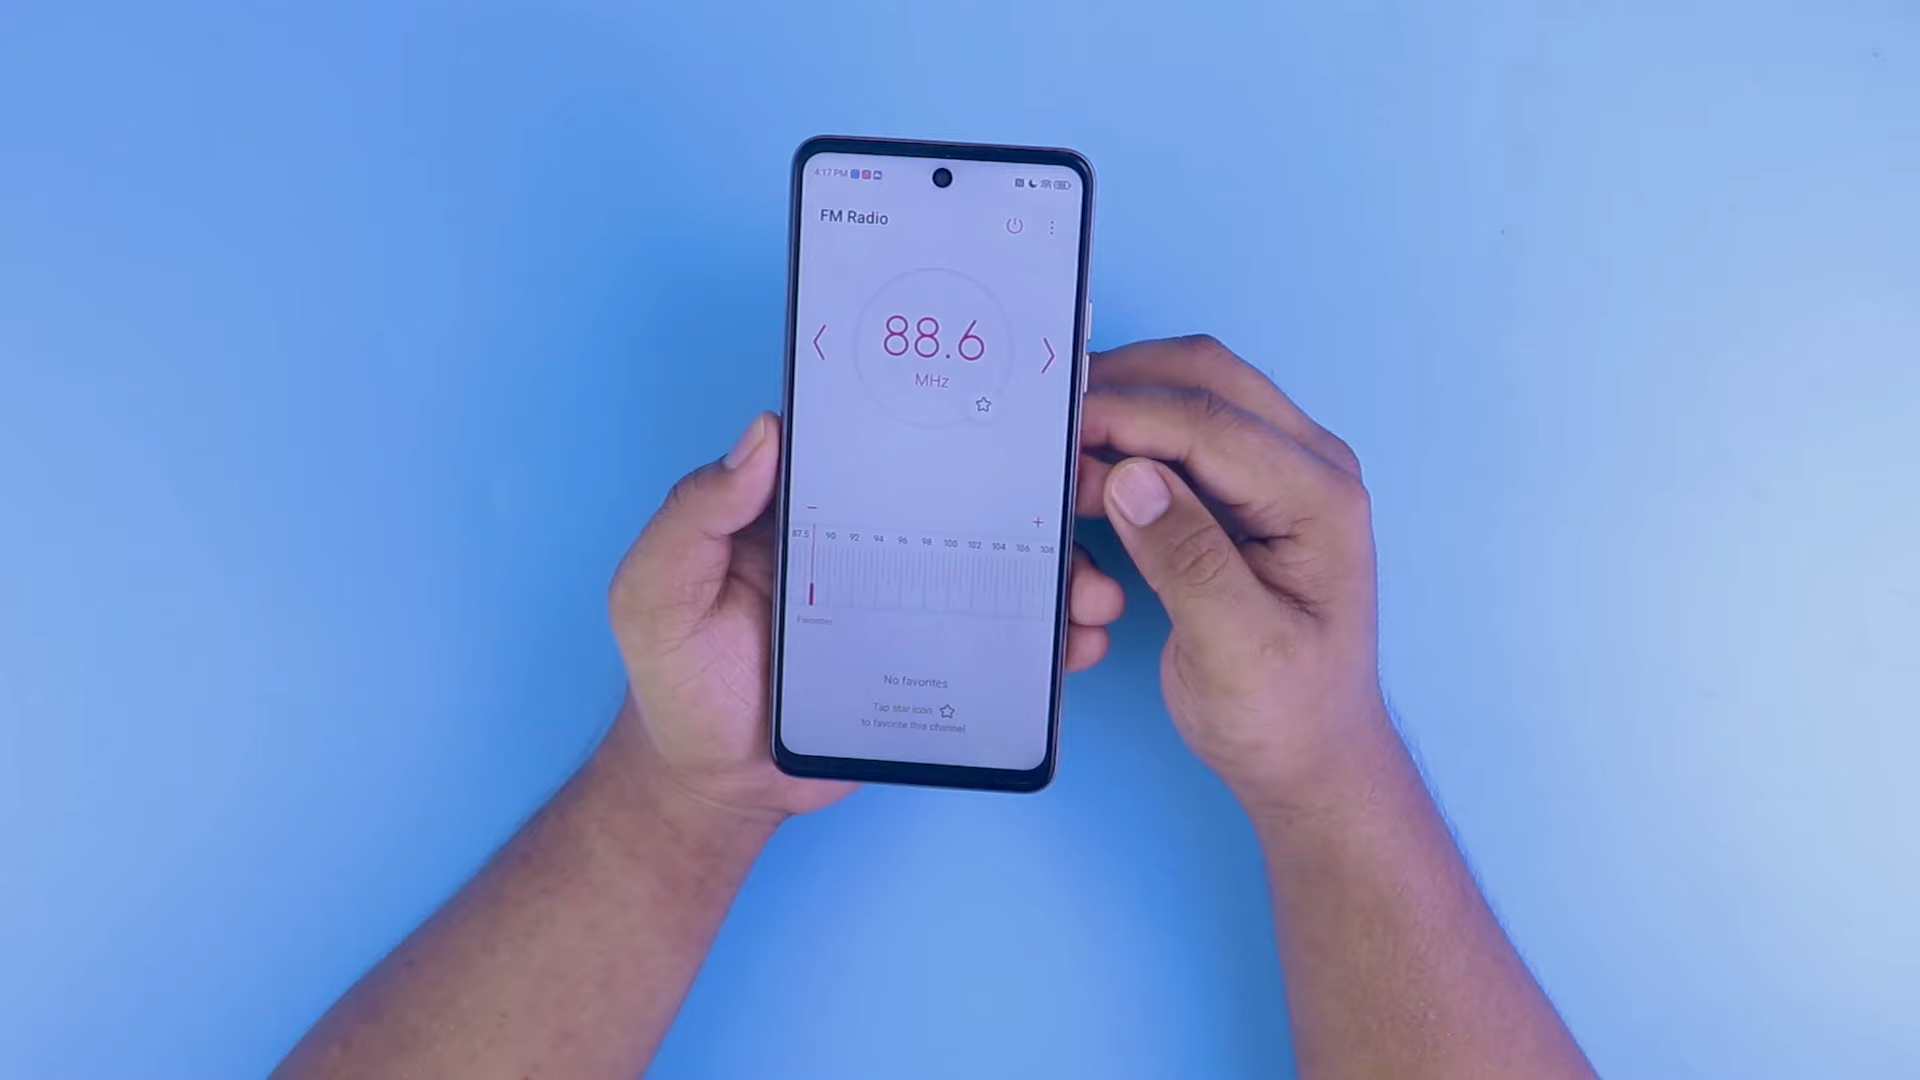 4:17 PM
FM Radio
88.6
MHz
− +
87.5 90 92 94 96 98 100 102 104 106 108
Favorites
No favorites
Tap star icon
to favorite this channel